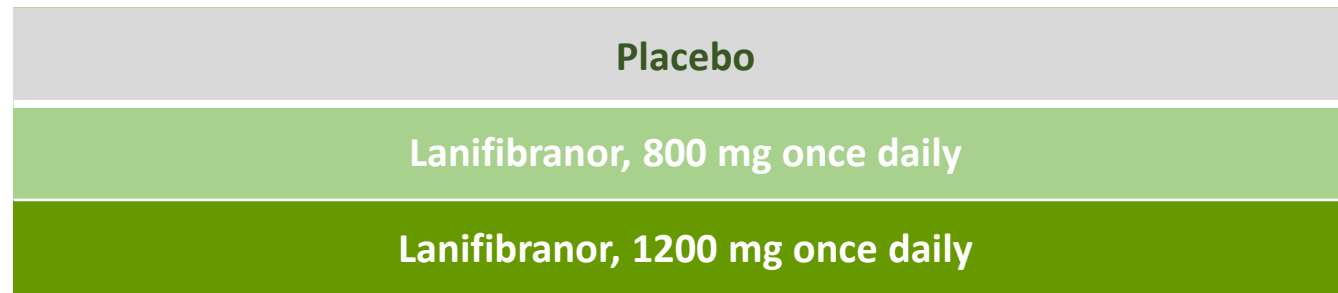 Placebo
Lanifibranor, 800 mg once daily
Lanifibranor, 1200 mg once daily